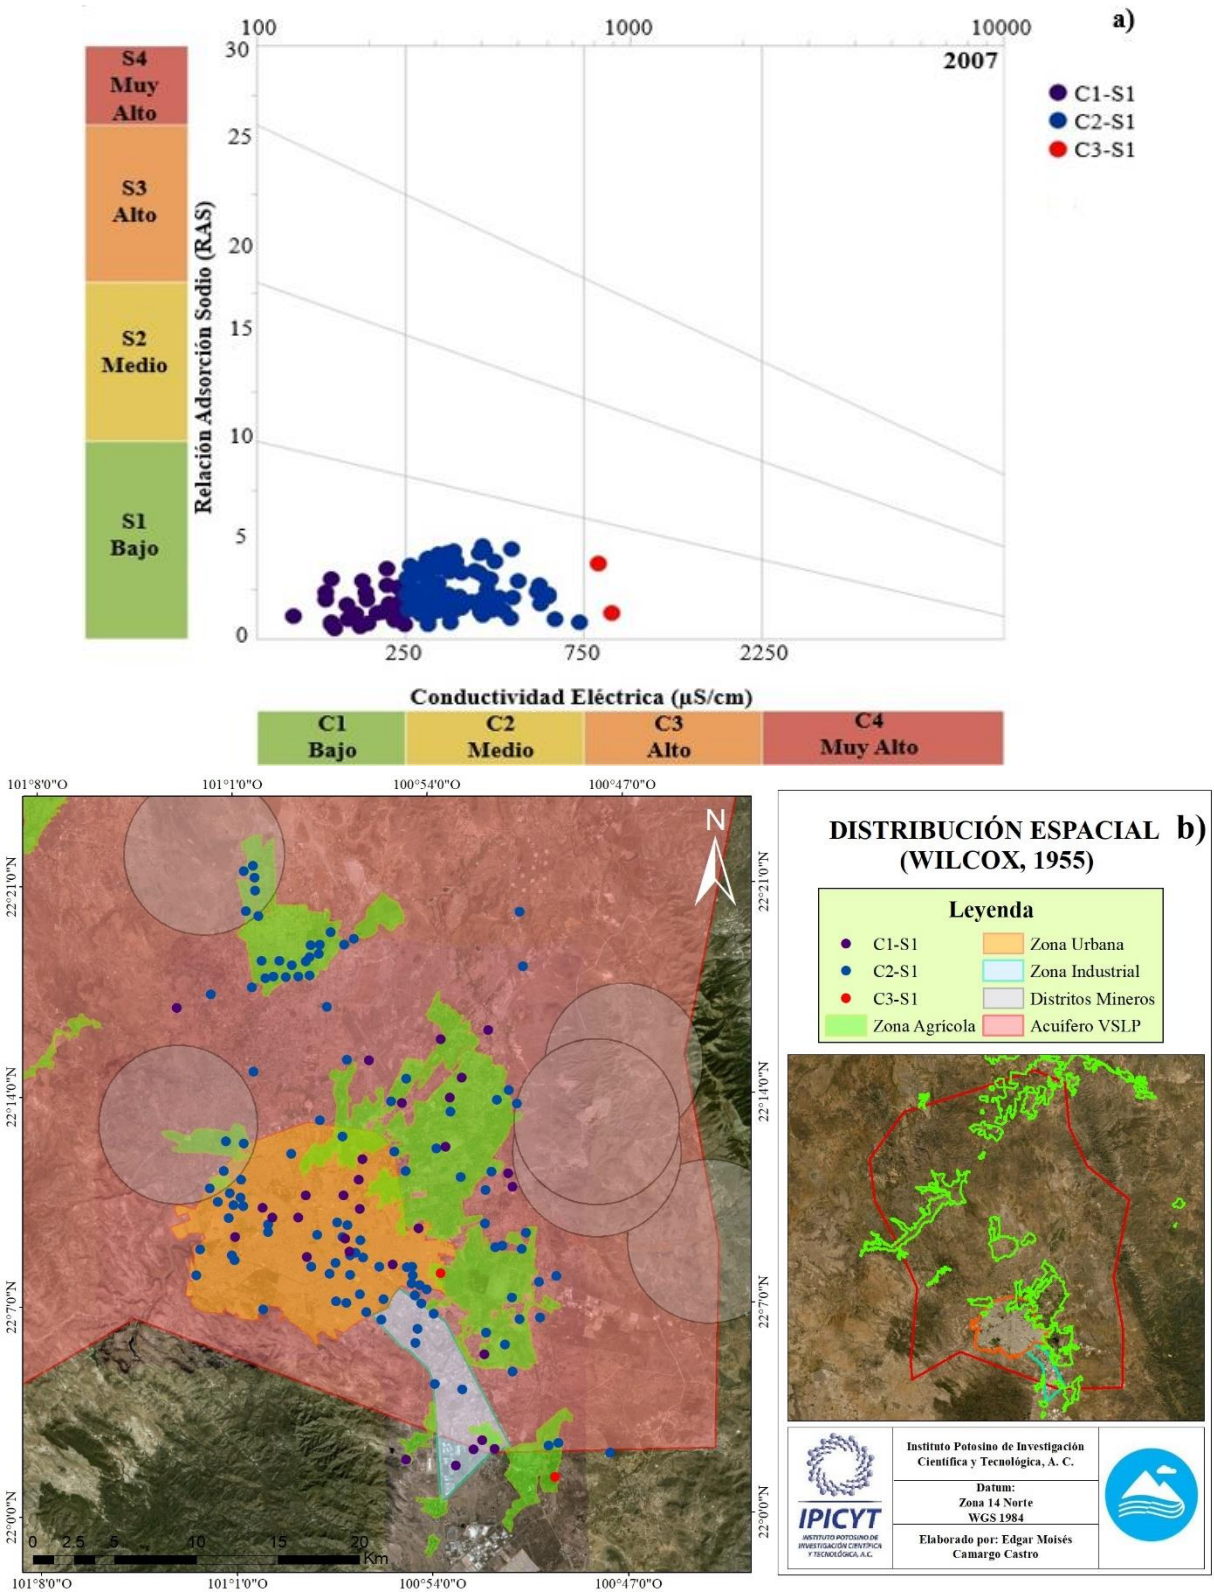 100 1000 10000
a)
2007
30
25
20
15
10
5
0
S4
Muy
Alto
S3
Alto
S2
Medio
S1
Bajo
Relación Adsorción Sodio (RAS)
C1-S1
C2-S1
C3-S1
250 750 2250
Conductividad Eléctrica (µS/cm)
C1
Bajo
C2
Medio
C3
Alto
C4
Muy Alto
101°8'0"O 101°1'0"O 100°54'0"O 100°47'0"O
22°21'0"N
22°14'0"N
22°7'0"N
22°0'0"N
N
22°21'0"N
22°14'0"N
22°7'0"N
22°0'0"N
0 2.5 5 10 15 20
Km
101°8'0"O 101°1'0"O 100°54'0"O 100°47'0"O
DISTRIBUCIÓN ESPACIAL
(WILCOX, 1955)
b)
Leyenda
C1-S1
C2-S1
C3-S1
Zona Agrícola
Zona Urbana
Zona Industrial
Distritos Mineros
Acuífero VSLP
IPICYT
INSTITUTO POTOSINO DE
INVESTIGACIÓN CIENTÍFICA
Y TECNOLÓGICA, A.C.
Instituto Potosino de Investigación
Científica y Tecnológica, A. C.
Datum:
Zona 14 Norte
WGS 1984
Elaborado por: Edgar Moisés
Camargo Castro